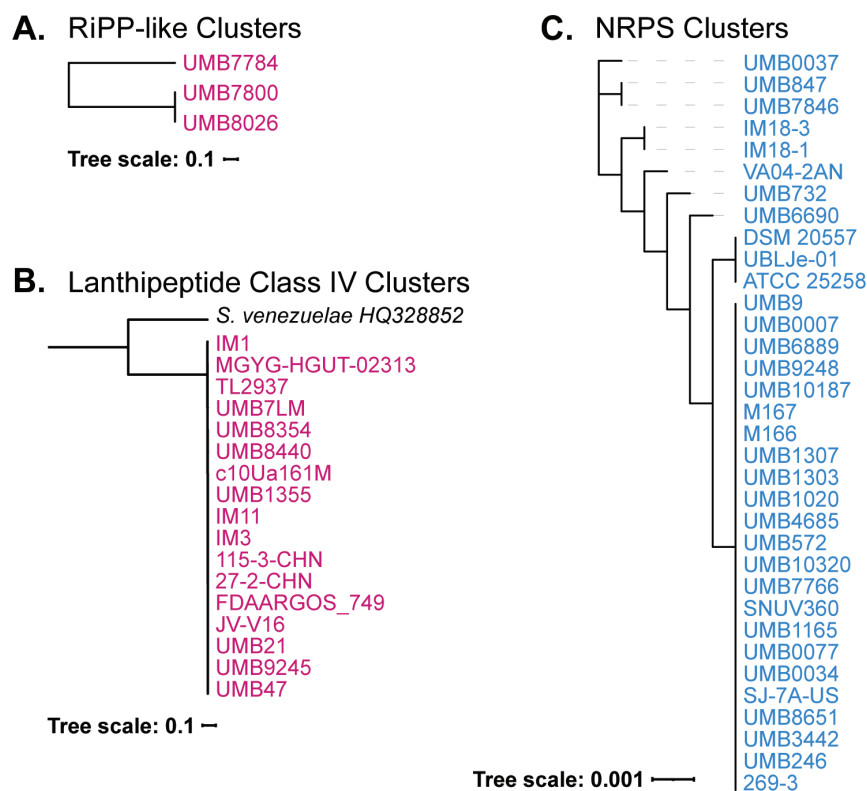 A. RiPP-like Clusters
UMB7784
UMB7800
UMB8026
Tree scale: 0.1
B. Lanthipeptide Class IV Clusters
S. venezuelae HQ328852
IM1
MGYG-HGUT-02313
TL2937
UMB7LM
UMB8354
UMB8440
c10Ua161M
UMB1355
IM11
IM3
115-3-CHN
27-2-CHN
FDAARGOS_749
JV-V16
UMB21
UMB9245
UMB47
Tree scale: 0.1
C. NRPS Clusters
UMB0037
UMB847
UMB7846
IM18-3
IM18-1
VA04-2AN
UMB732
UMB6690
DSM 20557
UBLJe-01
ATCC 25258
UMB9
UMB0007
UMB6889
UMB9248
UMB10187
M167
M166
UMB1307
UMB1303
UMB1020
UMB4685
UMB572
UMB10320
UMB7766
SNUV360
UMB1165
UMB0077
UMB0034
SJ-7A-US
UMB8651
UMB3442
UMB246
269-3
Tree scale: 0.001